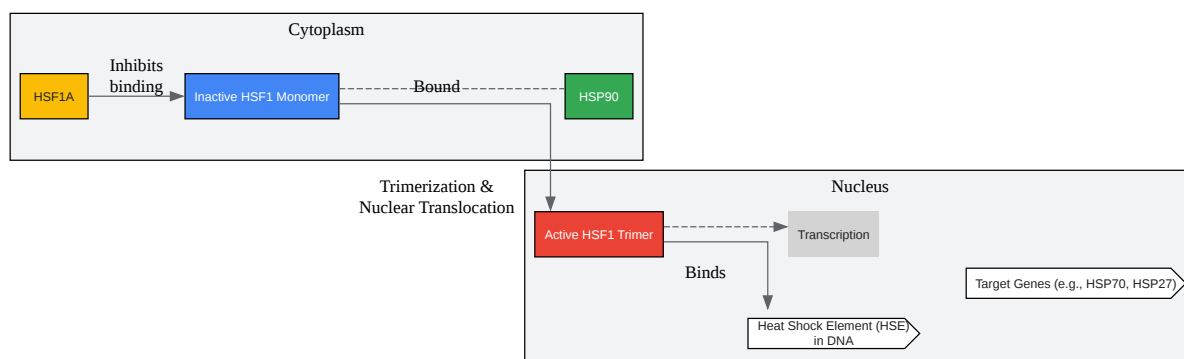 Cytoplasm
Inhibits
binding
HSF1A
Inactive HSF1 Monomer
Bound
HSP90
Trimerization &
Nuclear Translocation
Nucleus
Active HSF1 Trimer
Transcription
Binds
Target Genes (e.g., HSP70, HSP27)
Heat Shock Element (HSE)
in DNA